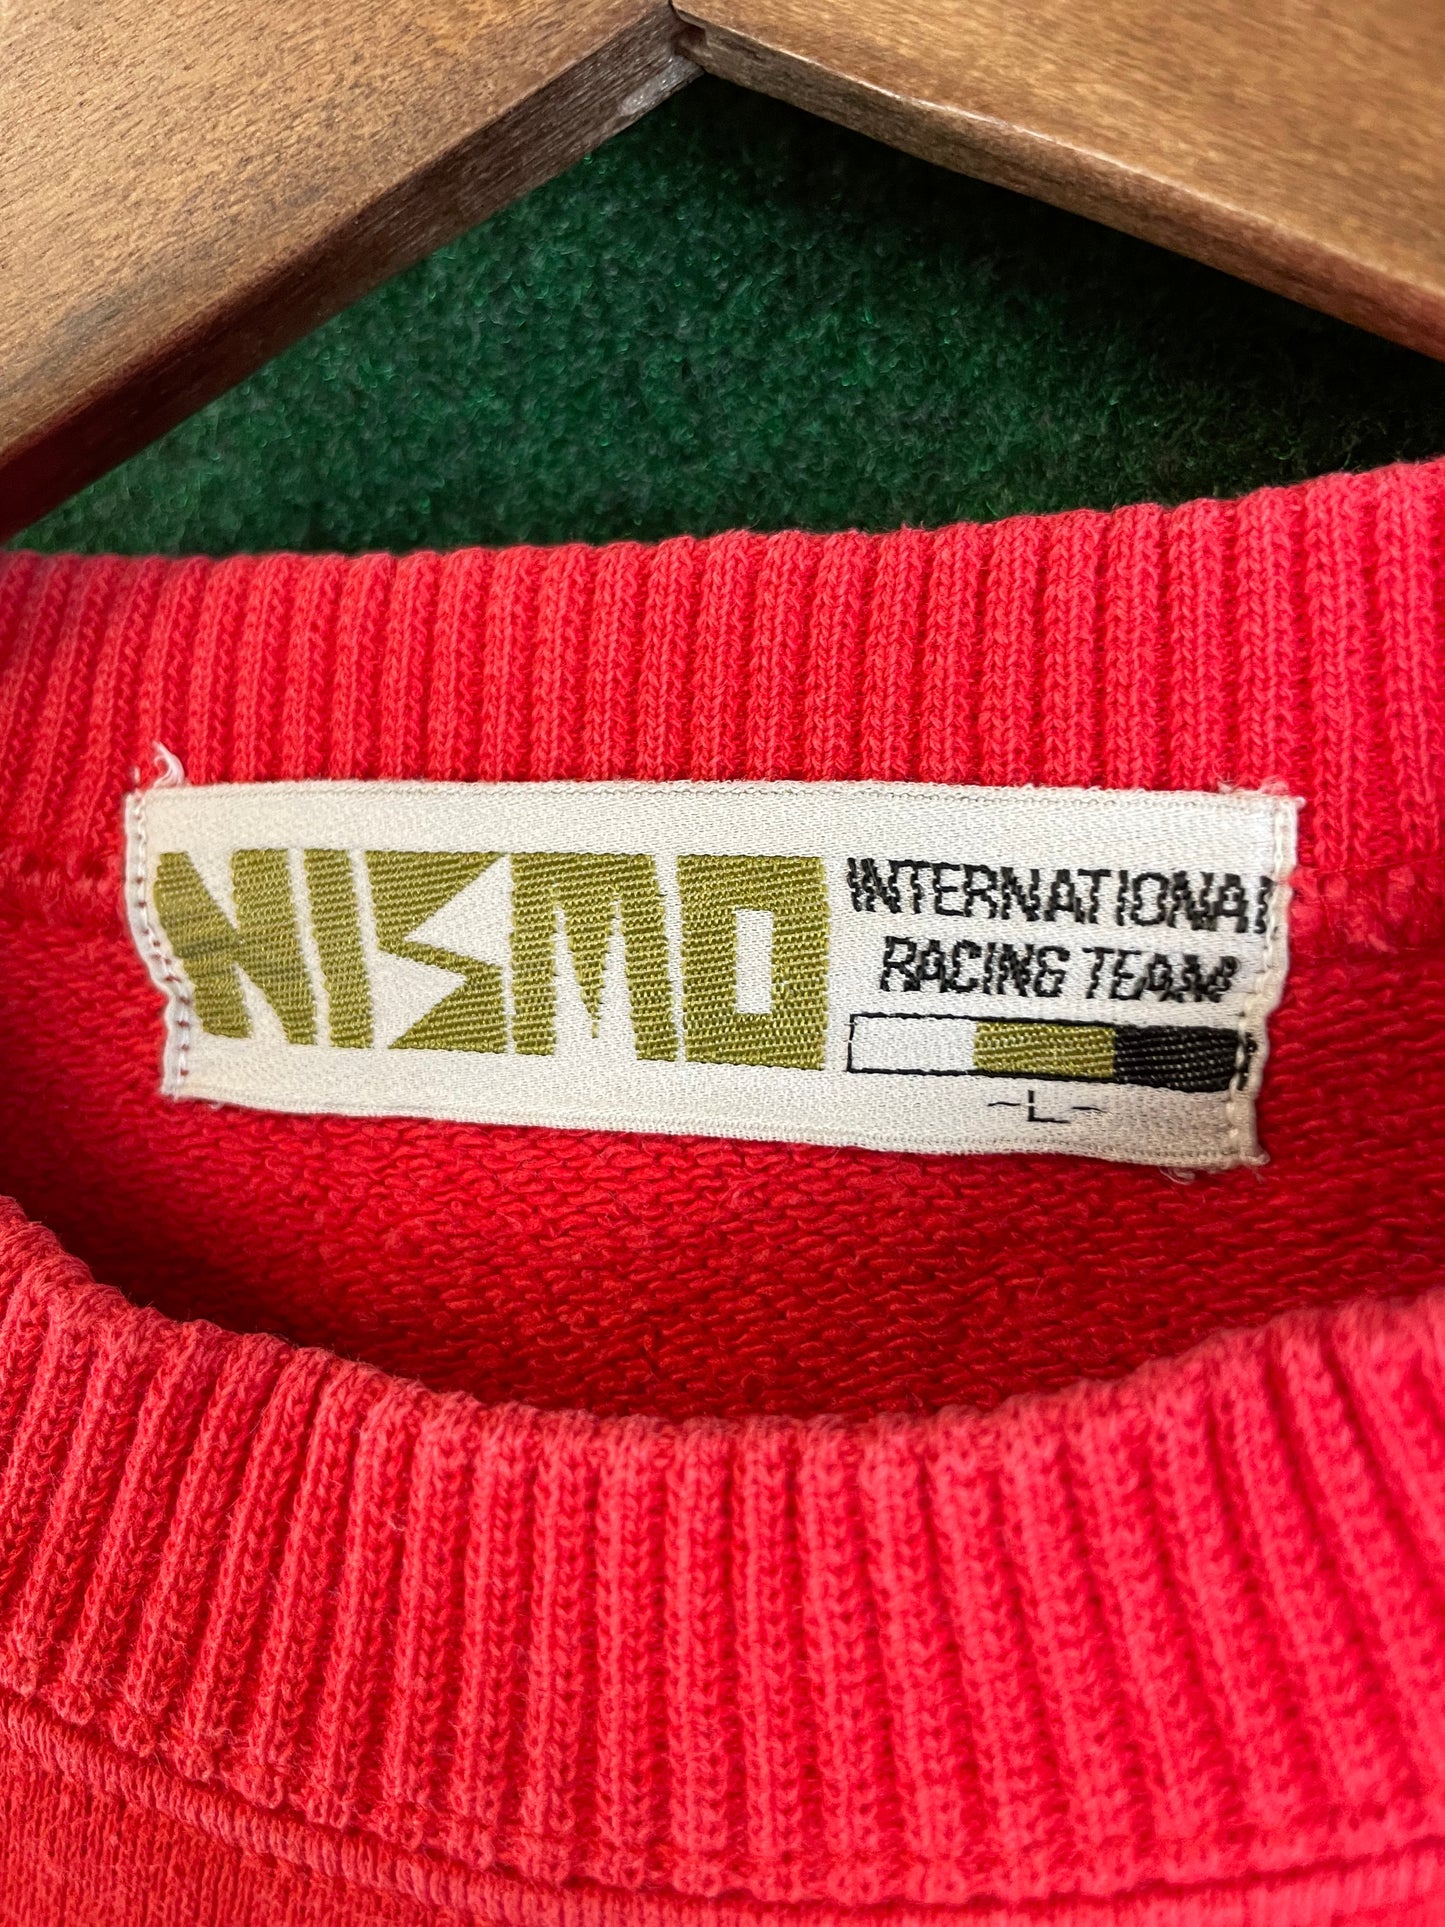 NISMO
INTERNATIONAL
RACING TEAM
-L-